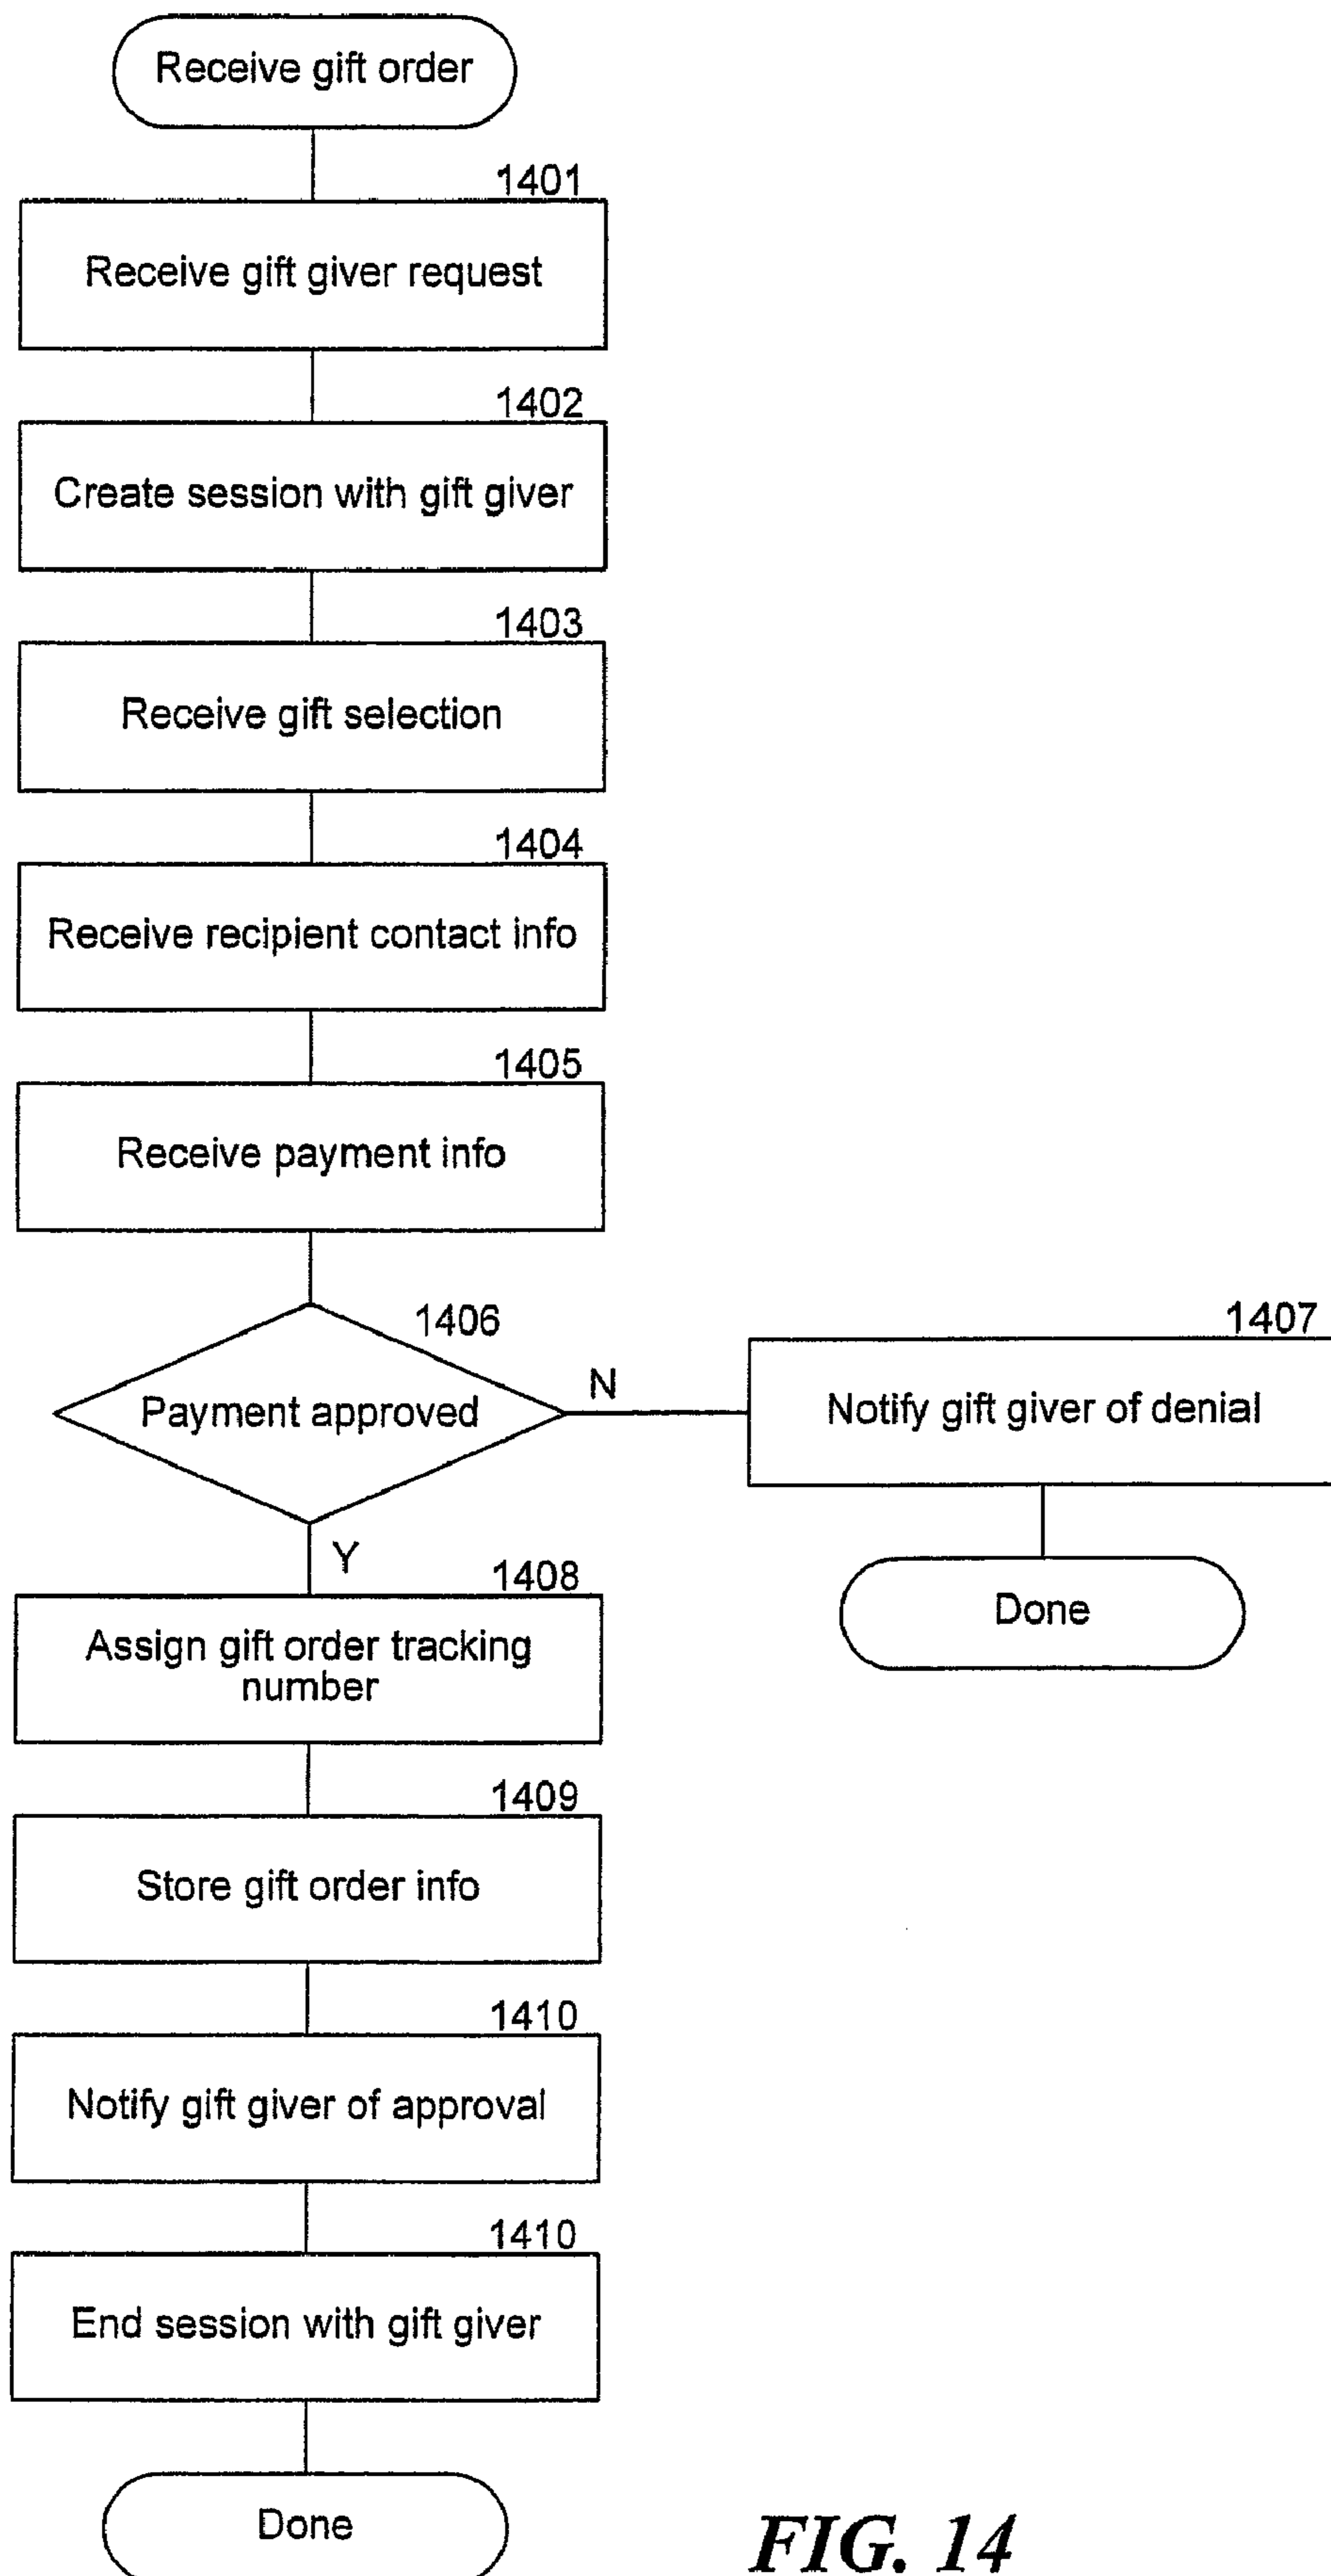 Receive gift order
1401
Receive gift giver request
1402
Create session with gift giver
1403
Receive gift selection
1404
Receive recipient contact info
1405
Receive payment info
1406
Payment approved
N
1407
Notify gift giver of denial
Done
Y
1408
Assign gift order tracking
number
1409
Store gift order info
1410
Notify gift giver of approval
1410
End session with gift giver
Done
FIG. 14